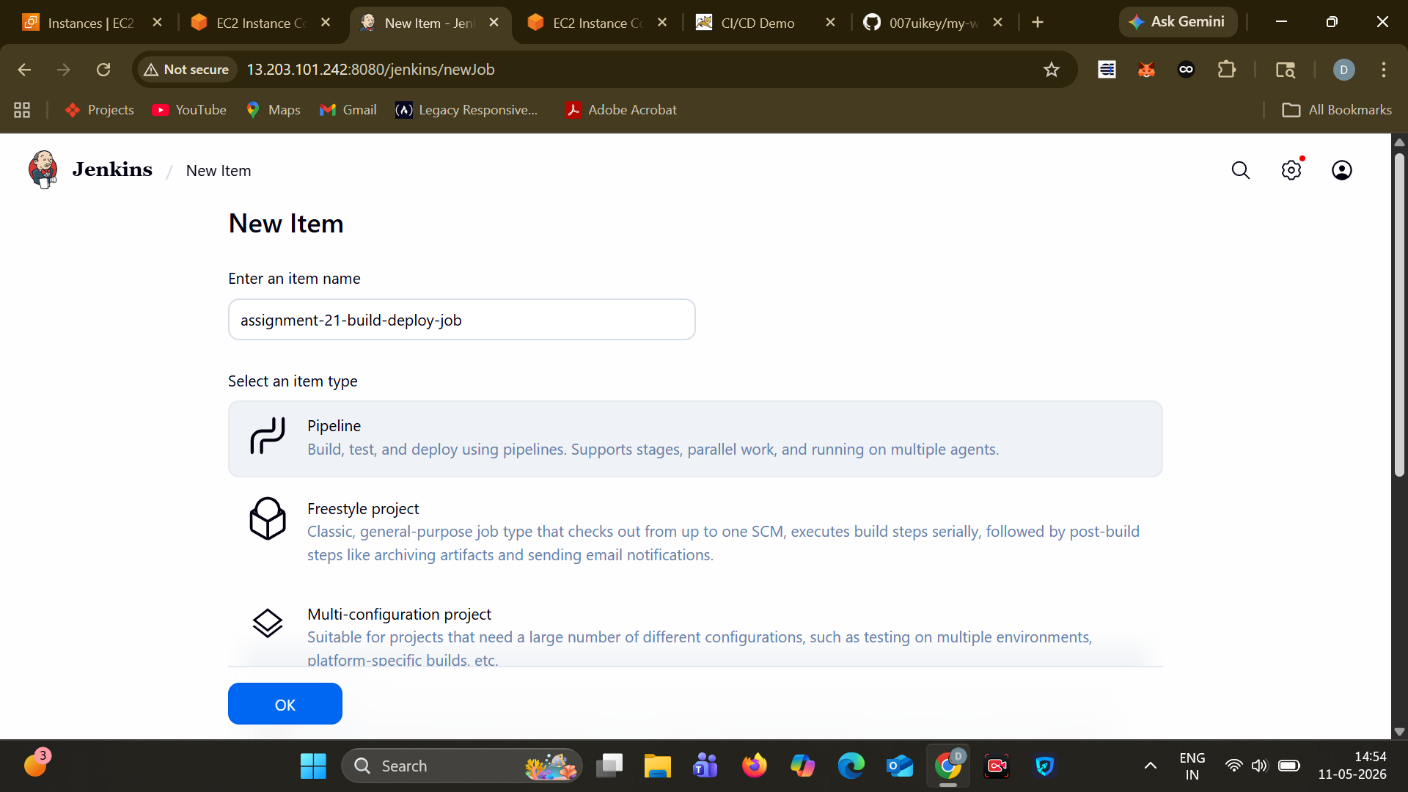 Instances | EC2
EC2 Instance Co
New Item - Jen
EC2 Instance Co
CI/CD Demo
007uikey/my-w
Ask Gemini
Not secure
13.203.101.242:8080/jenkins/newJob
D
Projects
YouTube
Maps
Gmail
Legacy Responsive...
Adobe Acrobat
All Bookmarks
Jenkins / New Item
New Item
Enter an item name
assignment-21-build-deploy-job
Select an item type
Pipeline
Build, test, and deploy using pipelines. Supports stages, parallel work, and running on multiple agents.
Freestyle project
Classic, general-purpose job type that checks out from up to one SCM, executes build steps serially, followed by post-build
steps like archiving artifacts and sending email notifications.
Multi-configuration project
Suitable for projects that need a large number of different configurations, such as testing on multiple environments,
platform-specific builds, etc.
OK
3
Search
D
ENG
IN
14:54
11-05-2026